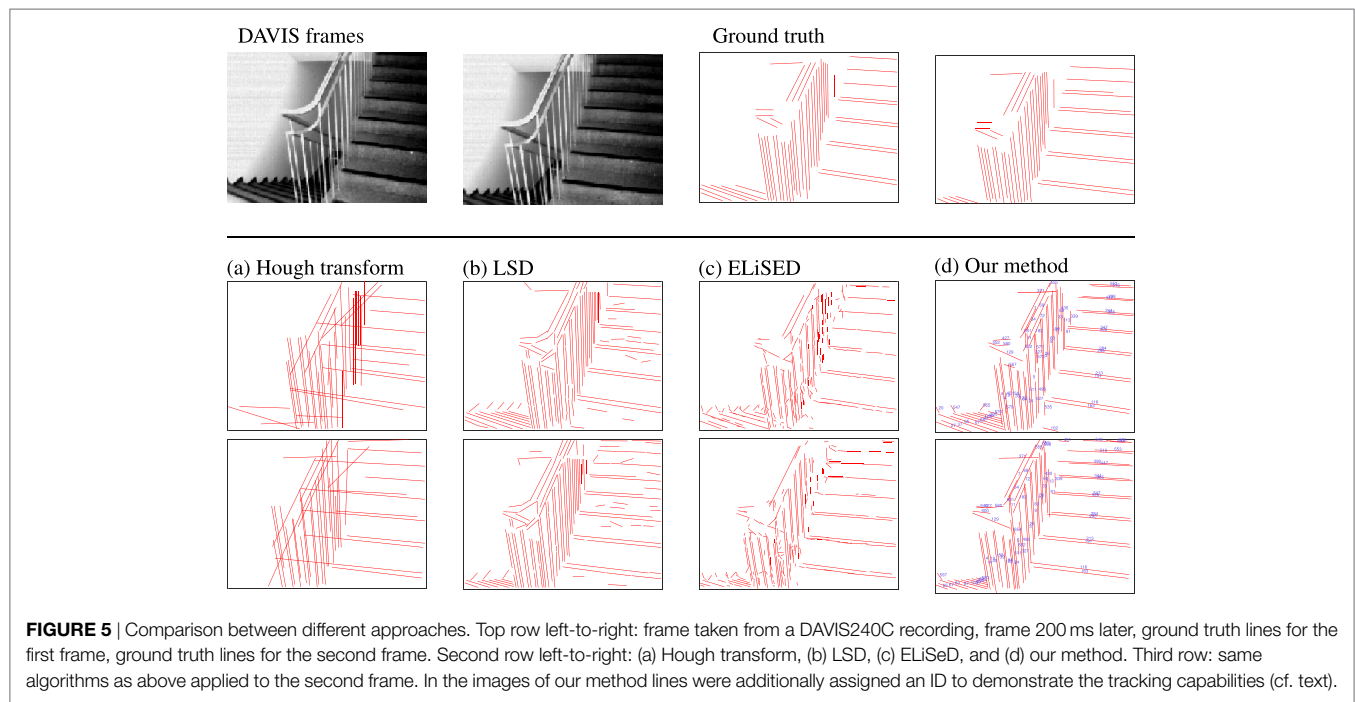 DAVIS frames
Ground truth
(a) Hough transform
(b) LSD
(c) ELiSED
(d) Our method
FIGURE 5 | Comparison between different approaches. Top row left-to-right: frame taken from a DAVIS240C recording, frame 200 ms later, ground truth lines for the
first frame, ground truth lines for the second frame. Second row left-to-right: (a) Hough transform, (b) LSD, (c) ELiSeD, and (d) our method. Third row: same
algorithms as above applied to the second frame. In the images of our method lines were additionally assigned an ID to demonstrate the tracking capabilities (cf. text).